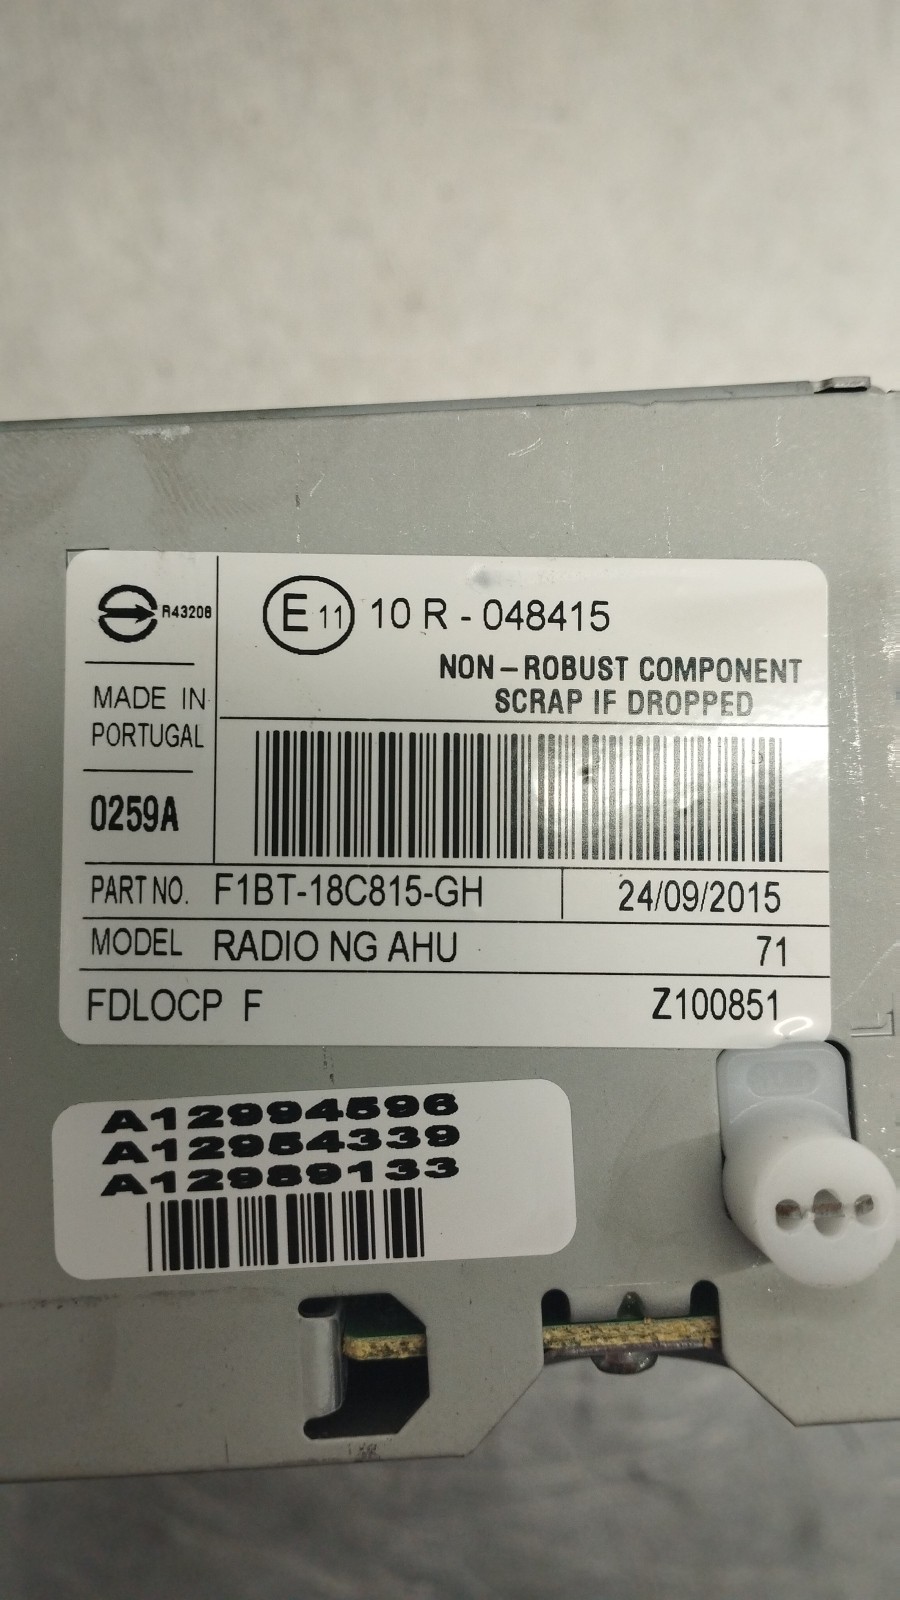 R43208
E 11 10 R - 048415
NON - ROBUST COMPONENT
SCRAP IF DROPPED
MADE IN
PORTUGAL
0259A
PART NO. F1BT-18C815-GH 24/09/2015
MODEL RADIO NG AHU 71
FDLOCP F Z100851
A12994596
A12954339
A12989133